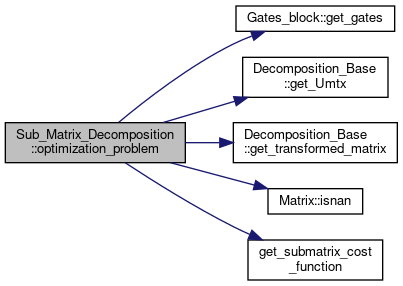 Gates_block::get_gates
Decomposition_Base
::get_Umtx
Sub_Matrix_Decomposition
::optimization_problem
Decomposition_Base
::get_transformed_matrix
Matrix::isnan
get_submatrix_cost
_function